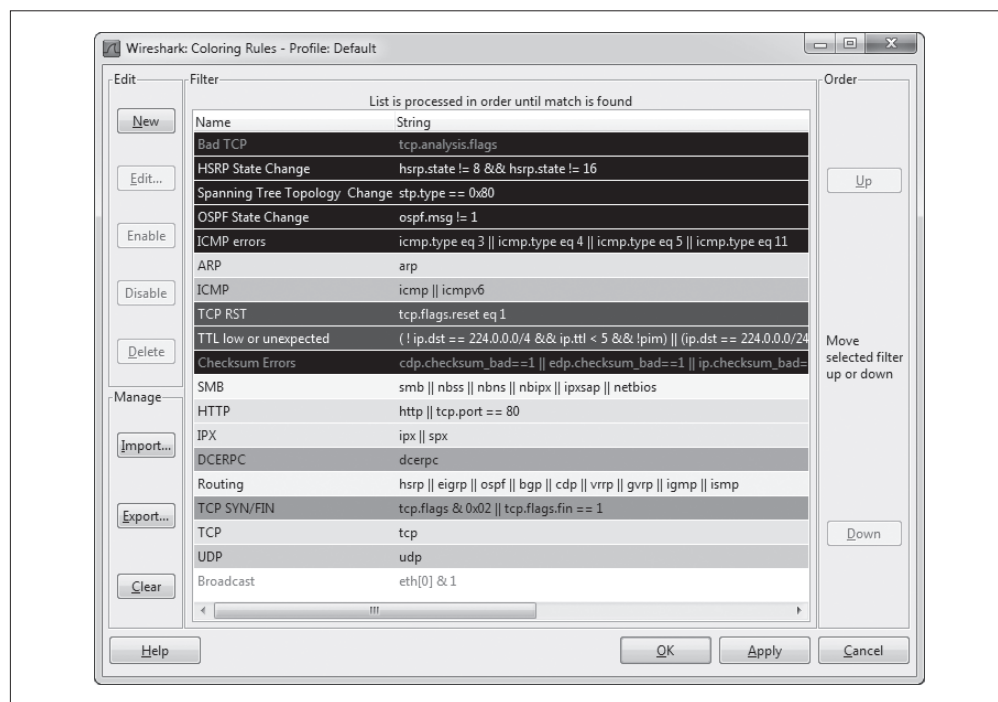 Wireshark: Coloring Rules - Profile: Default
Edit
Filter
Order
List is processed in order until match is found
New
Name String
Bad TCP tcp.analysis.flags
HSRP State Change hsrp.state != 8 && hsrp.state != 16
Edit...
Up
Spanning Tree Topology Change stp.type == 0x80
OSPF State Change ospf.msg != 1
Enable
ICMP errors icmp.type eq 3 || icmp.type eq 4 || icmp.type eq 5 || icmp.type eq 11
ARP arp
Disable
ICMP icmp || icmpv6
TCP RST tcp.flags.reset eq 1
TTL low or unexpected ( ! ip.dst == 224.0.0.0/4 && ip.ttl < 5 && !pim) || (ip.dst == 224.0.0.0/24
Delete
Move
selected filter
up or down
Checksum Errors cdp.checksum_bad==1 || edp.checksum_bad==1 || ip.checksum_bad=
SMB smb || nbss || nbns || nbipx || ipxsap || netbios
Manage
HTTP http || tcp.port == 80
Import...
IPX ipx || spx
DCERPC dcerpc
Routing hsrp || eigrp || ospf || bgp || cdp || vrrp || gvrp || igmp || ismp
Export...
TCP SYN/FIN tcp.flags & 0x02 || tcp.flags.fin == 1
TCP tcp
Down
UDP udp
Clear
Broadcast eth[0] & 1
Help
OK
Apply
Cancel